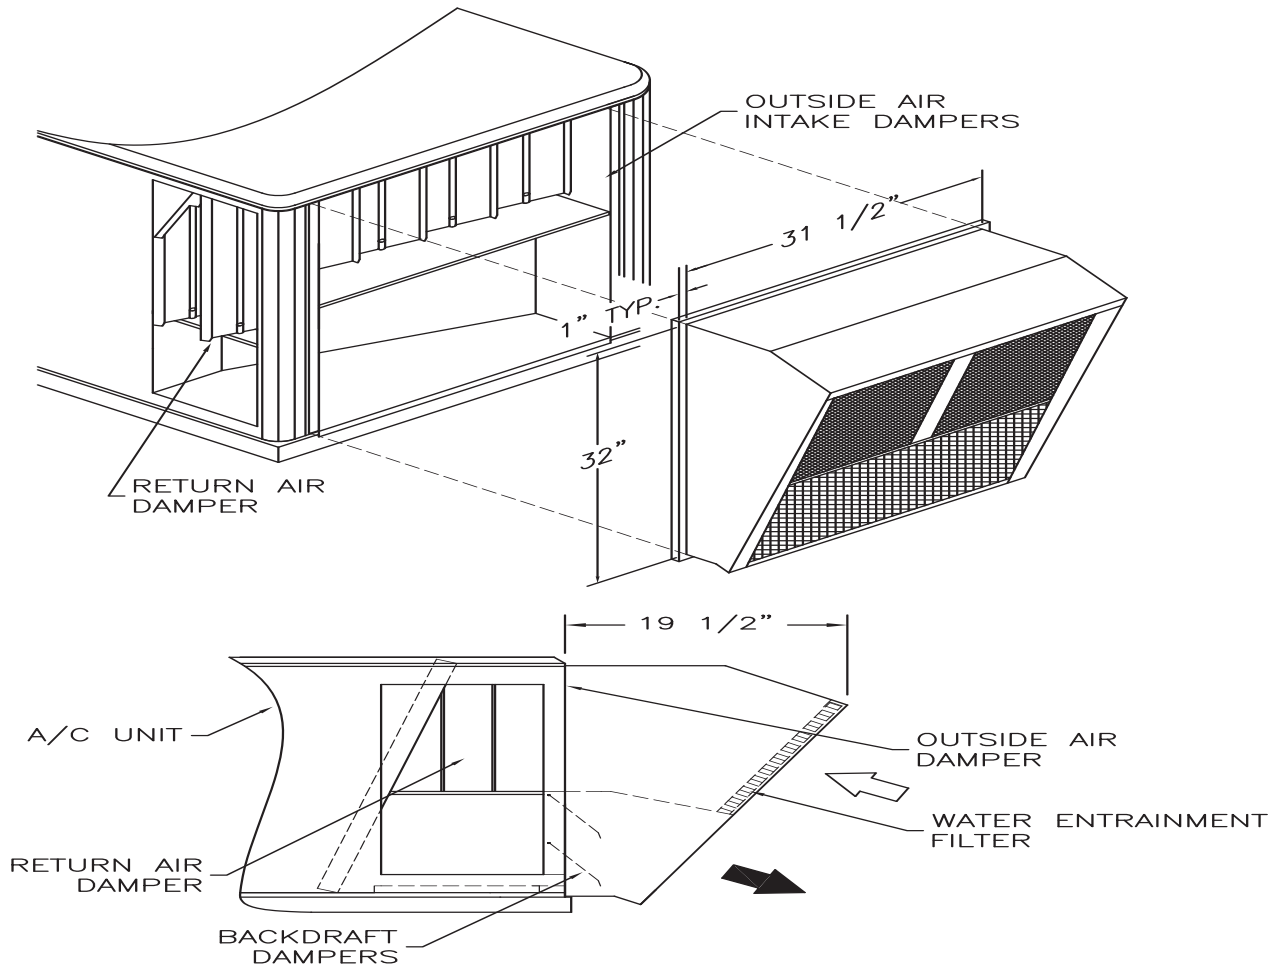 OUTSIDE AIR
INTAKE DAMPERS
31 1/2”
1” TYP.
32”
RETURN AIR
DAMPER
19 1/2”
A/C UNIT
OUTSIDE AIR
DAMPER
WATER ENTRAINMENT
FILTER
RETURN AIR
DAMPER
BACKDRAFT
DAMPERS